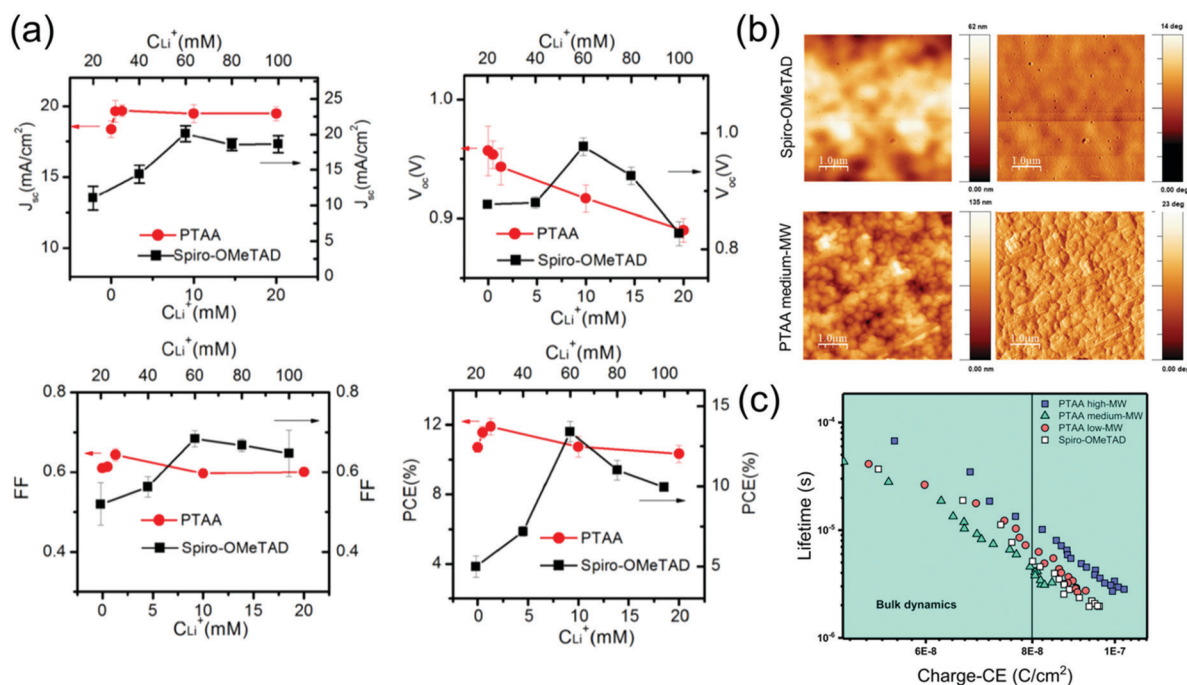 (a)
C_Li⁺(mM)
20 40 60 80 100
J_sc(mA/cm²)
20
15
10
25
20
15
10
5
0
J_sc(mA/cm²)
PTAA
Spiro-OMeTAD
0 10 20
C_Li⁺(mM)
C_Li⁺(mM)
20 40 60 80 100
V_oc(V)
1.0
0.9
1.0
0.8
V_oc(V)
PTAA
Spiro-OMeTAD
0 5 10 15 20
C_Li⁺(mM)
C_Li⁺(mM)
20 40 60 80 100
FF
0.8
0.6
0.4
0.8
0.6
0.4
FF
PTAA
Spiro-OMeTAD
0 5 10 15 20
C_Li⁺(mM)
C_Li⁺(mM)
20 40 60 80 100
PCE(%)
12
10
8
6
4
15
10
5
PCE(%)
PTAA
Spiro-OMeTAD
0 5 10 15 20
C_Li⁺(mM)
(b)
Spiro-OMeTAD
1.0µm
62 nm
0.00 nm
1.0µm
14 deg
0.00 deg
PTAA medium-MW
1.0µm
135 nm
0.00 nm
1.0µm
23 deg
0.00 deg
(c)
PTAA high-MW
PTAA medium-MW
PTAA low-MW
Spiro-OMeTAD
Lifetime (s)
10⁻⁴
10⁻⁵
10⁻⁶
Bulk dynamics
6E-8 8E-8 1E-7
Charge-CE (C/cm²)